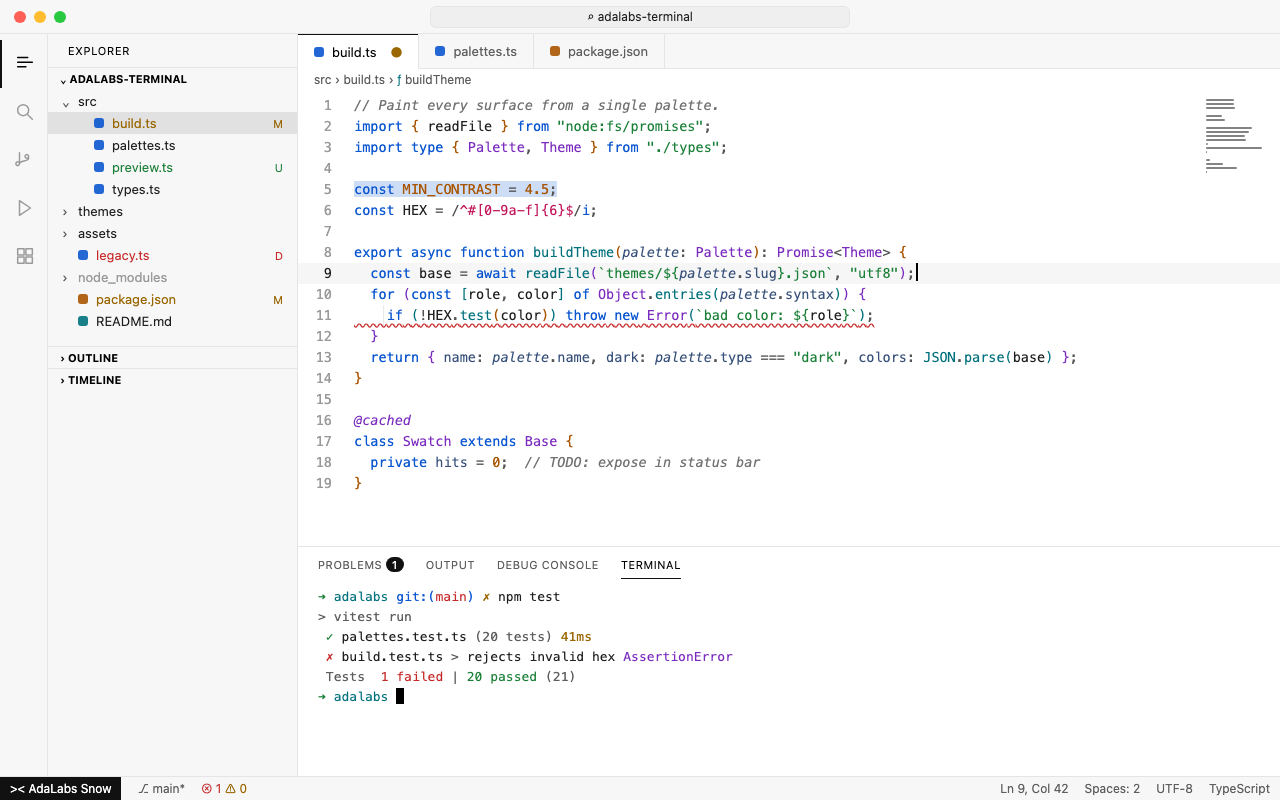 ⌕ adalabs-terminal
EXPLORER
⌄ ADALABS-TERMINAL
⌄ src
build.ts M
palettes.ts
preview.ts U
types.ts
› themes
› assets
legacy.ts D
› node_modules
package.json M
README.md
› OUTLINE
› TIMELINE
build.ts ●
palettes.ts
package.json
src › build.ts › ƒ buildTheme
1 // Paint every surface from a single palette.
2 import { readFile } from "node:fs/promises";
3 import type { Palette, Theme } from "./types";
4
5 const MIN_CONTRAST = 4.5;
6 const HEX = /^#[0-9a-f]{6}$/i;
7
8 export async function buildTheme(palette: Palette): Promise<Theme> {
9 const base = await readFile(`themes/${palette.slug}.json`, "utf8");
10 for (const [role, color] of Object.entries(palette.syntax)) {
11 if (!HEX.test(color)) throw new Error(`bad color: ${role}`);
12 }
13 return { name: palette.name, dark: palette.type === "dark", colors: JSON.parse(base) };
14 }
15
16 @cached
17 class Swatch extends Base {
18 private hits = 0; // TODO: expose in status bar
19 }
PROBLEMS 1 OUTPUT DEBUG CONSOLE TERMINAL
➜ adalabs git:(main) ✗ npm test
> vitest run
✓ palettes.test.ts (20 tests) 41ms
✗ build.test.ts > rejects invalid hex AssertionError
Tests 1 failed | 20 passed (21)
➜ adalabs
>< AdaLabs Snow ⎇ main* ⊗ 1 ⚠ 0 Ln 9, Col 42 Spaces: 2 UTF-8 TypeScript